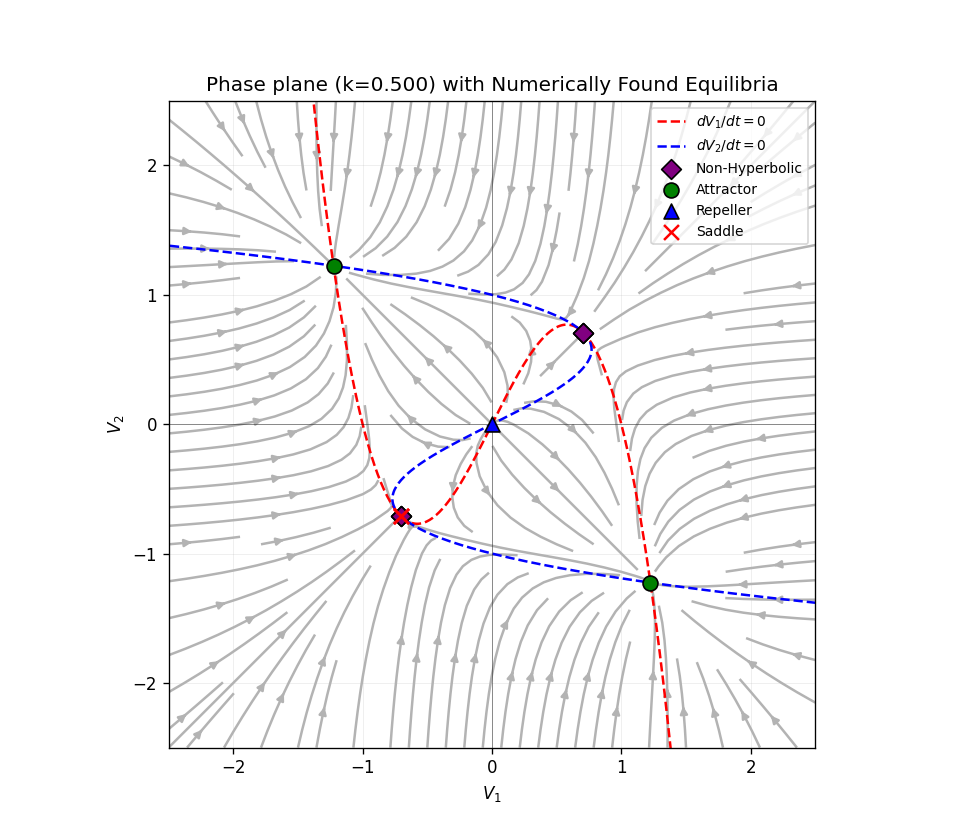 Phase plane (k=0.500) with Numerically Found Equilibria
dV₁/dt = 0
dV₂/dt = 0
Non-Hyperbolic
Attractor
Repeller
Saddle
2
1
0
−1
−2
V₂
−2 −1 0 1 2
V₁